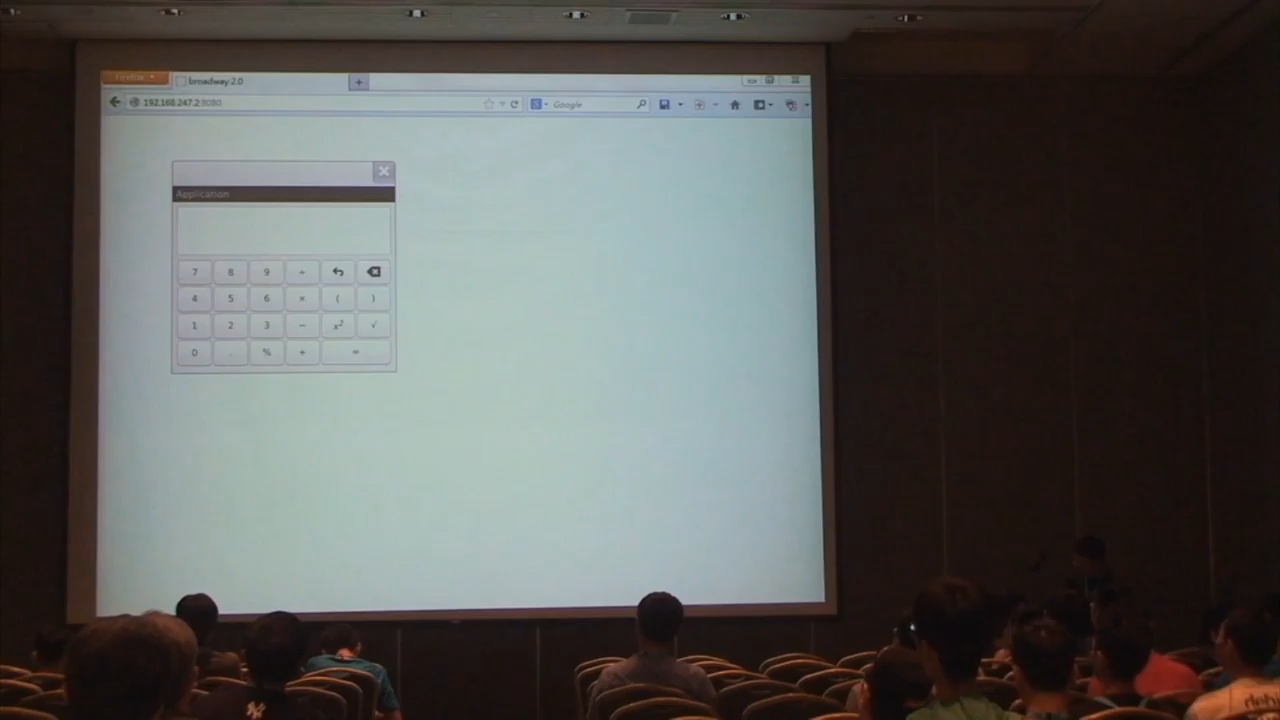 Firefox
broadway 2.0
+
192.168.247.2:8080
Google
Application
7 8 9 ÷
4 5 6 × ( )
1 2 3 − x² √
0 . % + =
NY